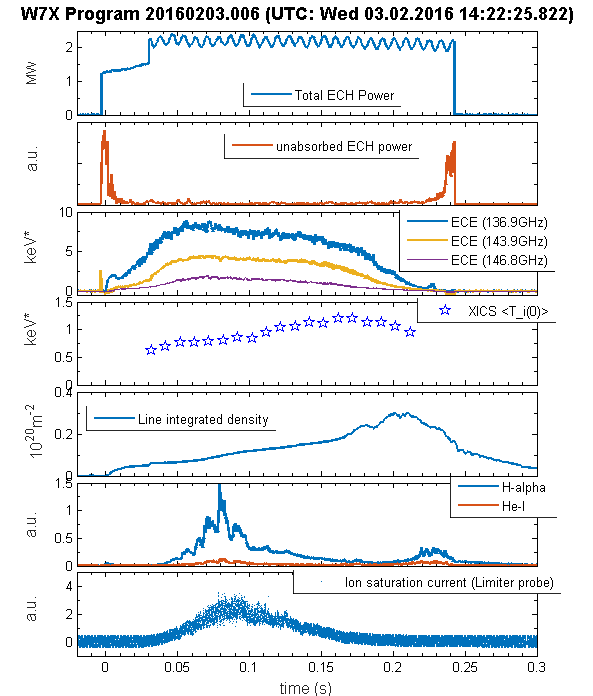 W7X Program 20160203.006 (UTC: Wed 03.02.2016 14:22:25.822)
2
1
0
MW
Total ECH Power
a.u.
unabsorbed ECH power
10
5
0
keV*
ECE (136.9GHz)
ECE (143.9GHz)
ECE (146.8GHz)
1.5
1
0.5
0
keV*
XICS <T_i(0)>
0.4
0.2
0
10^20m^-2
Line integrated density
1.5
1
0.5
0
a.u.
H-alpha
He-I
4
2
0
a.u.
Ion saturation current (Limiter probe)
0 0.05 0.1 0.15 0.2 0.25 0.3
time (s)